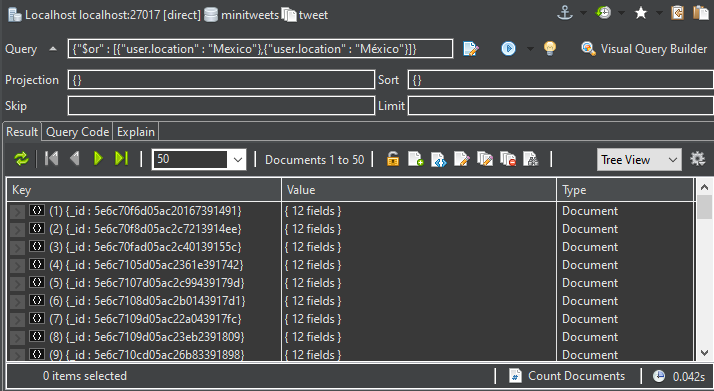 Localhost localhost:27017 [direct] minitweets tweet
Query {"$or" : [{"user.location" : "Mexico"},{"user.location" : "México"}]} Visual Query Builder
Projection {} Sort {}
Skip Limit
Result Query Code Explain
50 Documents 1 to 50 Tree View
Key Value Type
(1) {_id : 5e6c70f6d05ac20167391491} { 12 fields } Document
(2) {_id : 5e6c70f8d05ac2c7213914ee} { 12 fields } Document
(3) {_id : 5e6c70fad05ac2c40139155c} { 12 fields } Document
(4) {_id : 5e6c7105d05ac2361e391742} { 12 fields } Document
(5) {_id : 5e6c7107d05ac2c99439179d} { 12 fields } Document
(6) {_id : 5e6c7108d05ac2b0143917d1} { 12 fields } Document
(7) {_id : 5e6c7109d05ac22a043917fc} { 12 fields } Document
(8) {_id : 5e6c7109d05ac23eb2391809} { 12 fields } Document
(9) {_id : 5e6c710cd05ac26b83391898} { 12 fields } Document
0 items selected Count Documents 0.042s